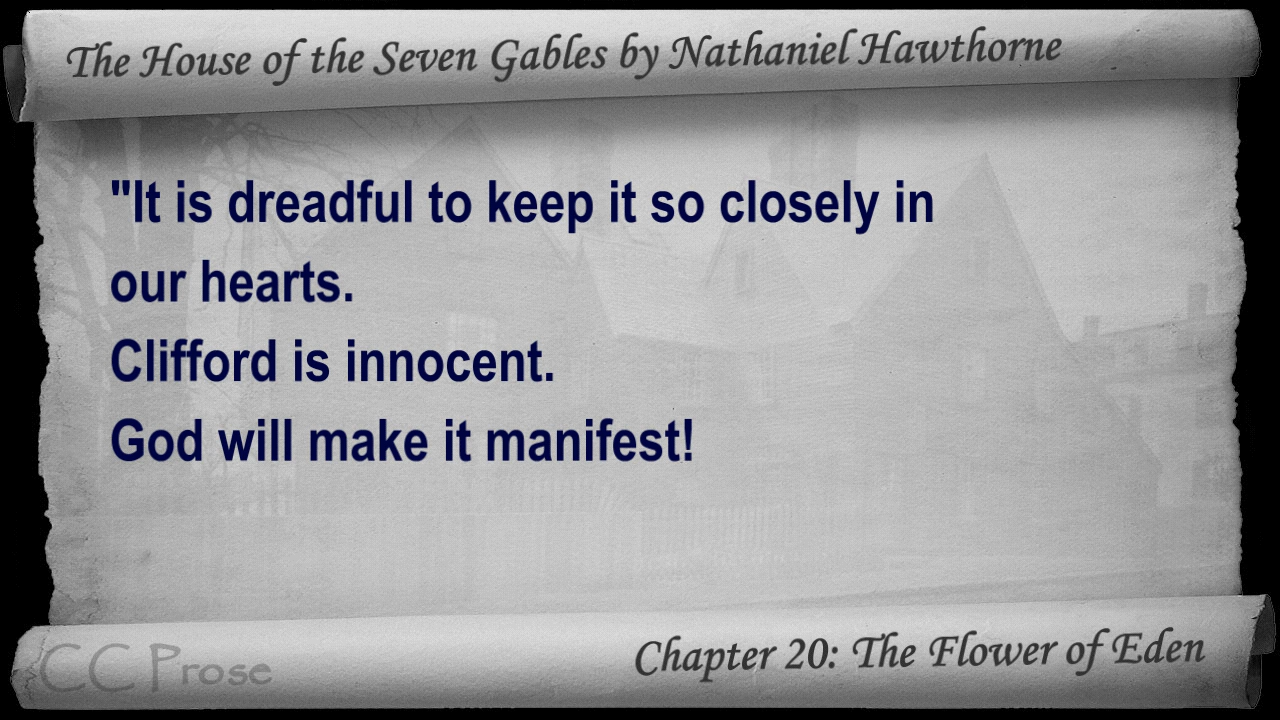 The House of the Seven Gables by Nathaniel Hawthorne
"It is dreadful to keep it so closely in
our hearts.
Clifford is innocent.
God will make it manifest!
CC Prose
Chapter 20: The Flower of Eden